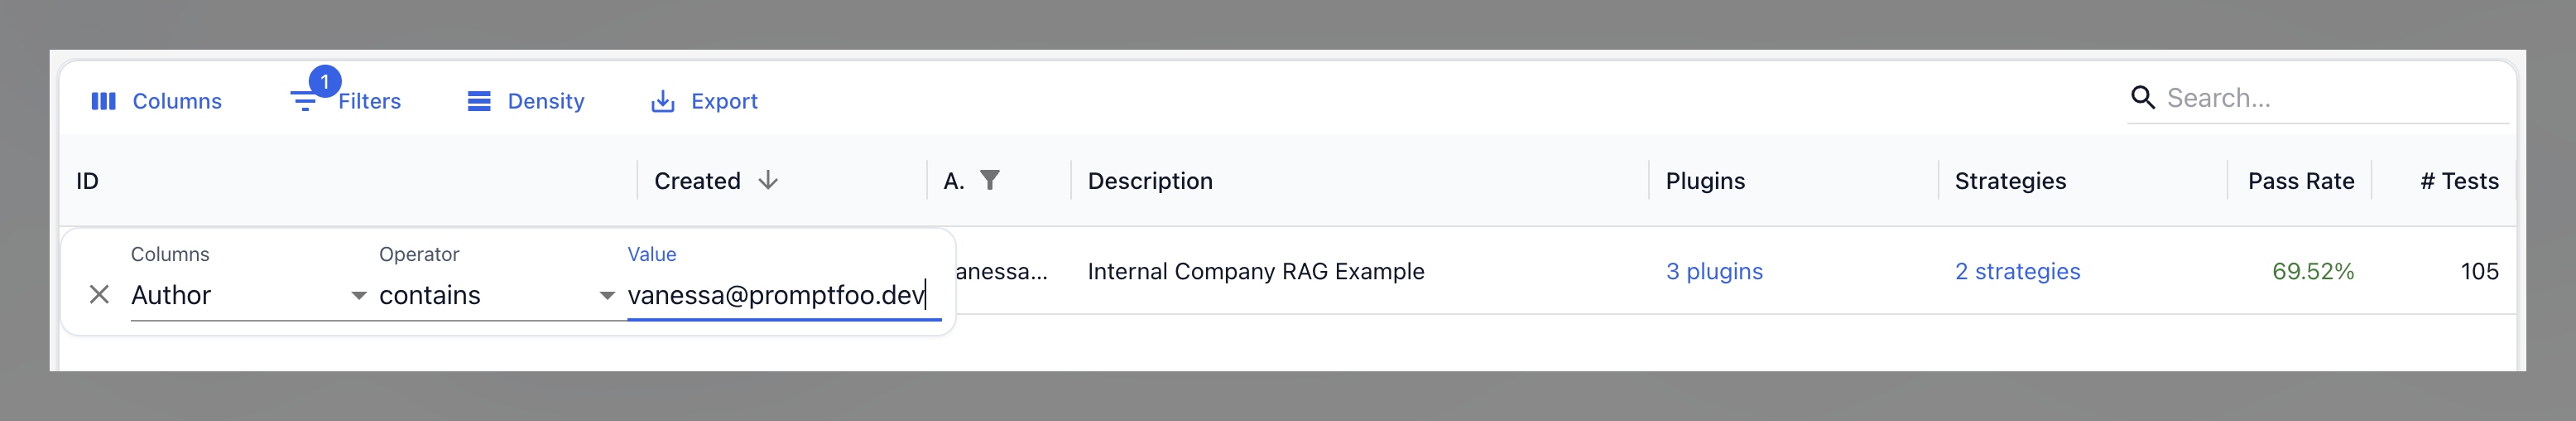 Columns 1 Filters Density Export Search...
ID Created A. Description Plugins Strategies Pass Rate # Tests
Columns Operator Value
Author contains vanessa@promptfoo.dev
anessa... Internal Company RAG Example 3 plugins 2 strategies 69.52% 105